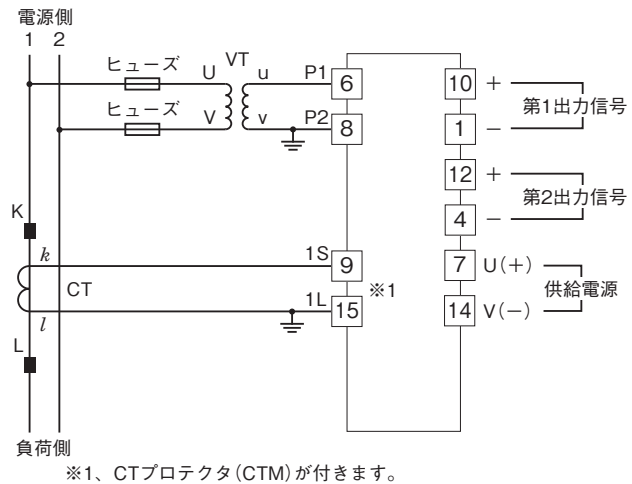 電源側
1 2
ヒューズ U VT u P1 6 10 +
第1出力信号
ヒューズ V v P2 8 1 −
12 +
第2出力信号
K 4 −
k 1S 9 7 U(+)
CT ※1 供給電源
l 1L 15 14 V(−)
L
負荷側
※1、CTプロテクタ(CTM)が付きます。